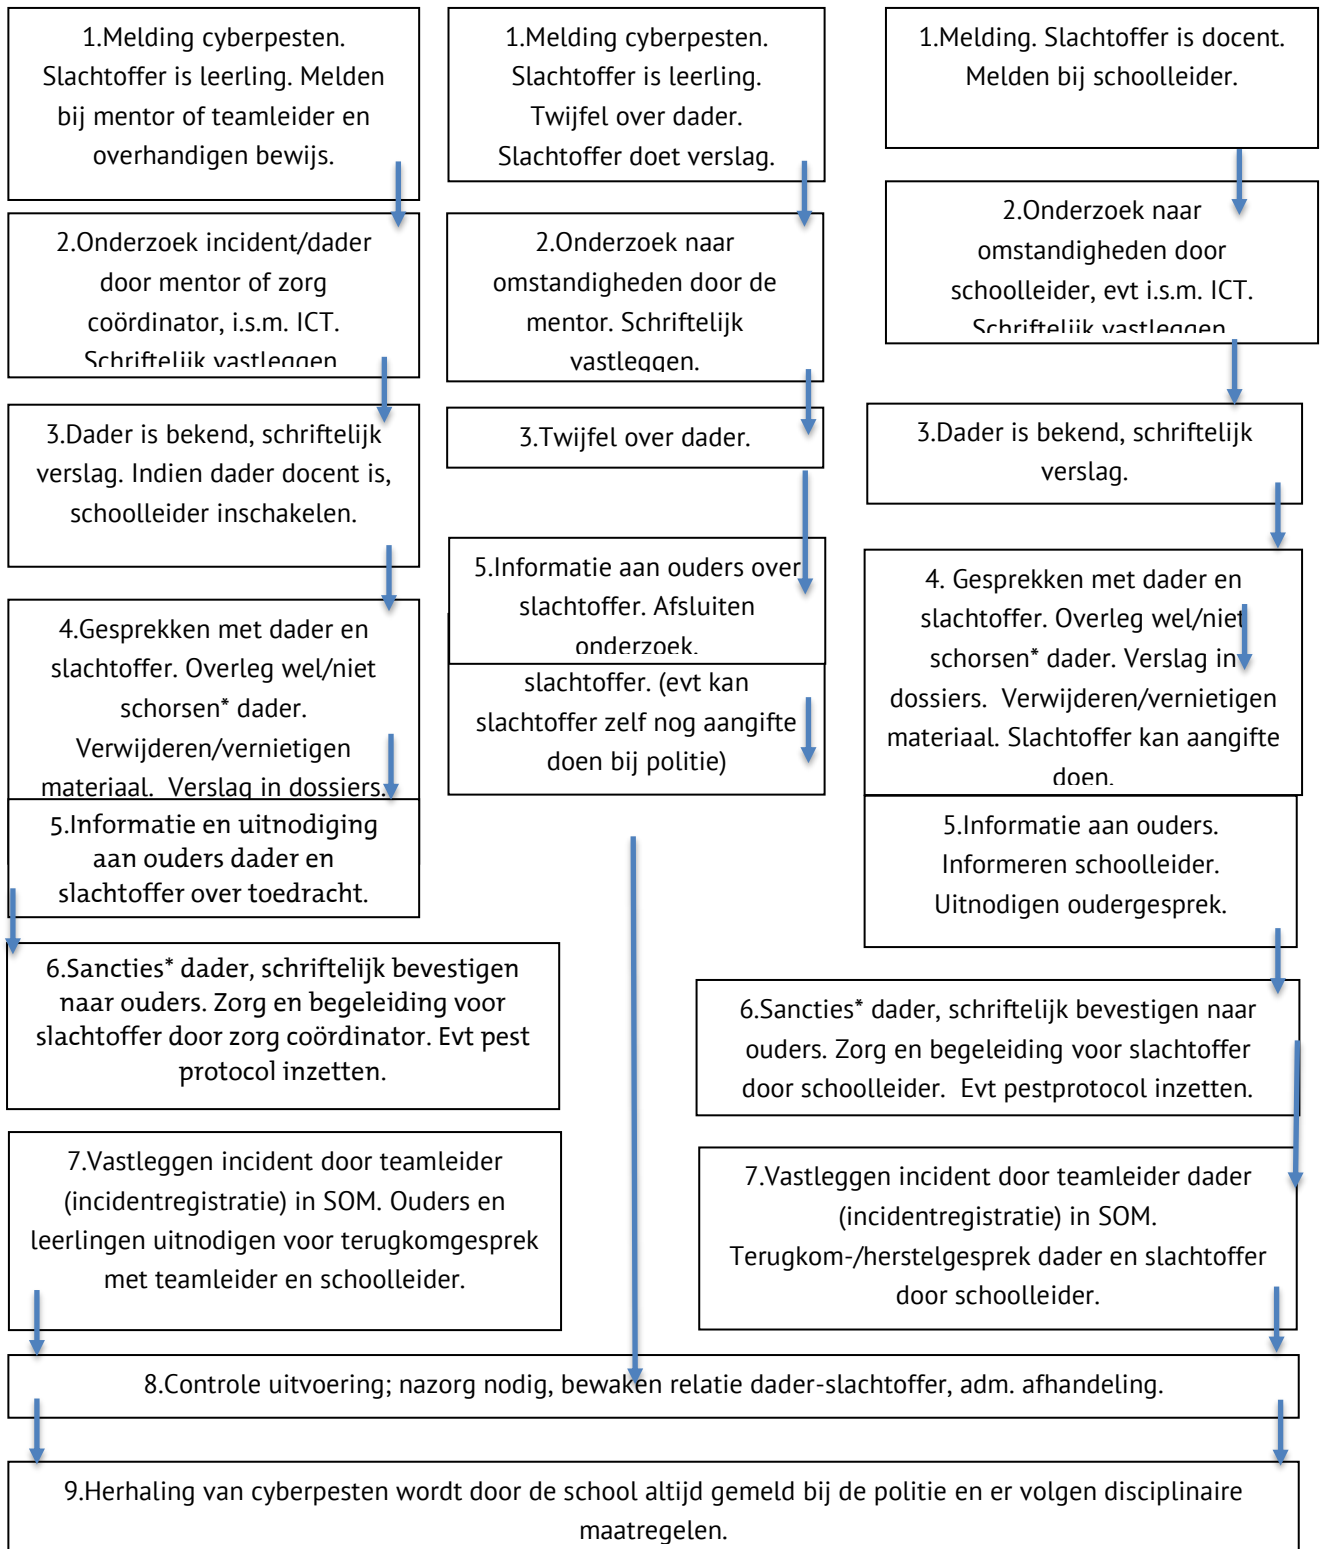 1.Melding cyberpesten.
Slachtoffer is leerling. Melden
bij mentor of teamleider en
overhandigen bewijs.
2.Onderzoek incident/dader
door mentor of zorg
coördinator, i.s.m. ICT.
Schriftelijk vastleggen
3.Dader is bekend, schriftelijk
verslag. Indien dader docent is,
schoolleider inschakelen.
4.Gesprekken met dader en
slachtoffer. Overleg wel/niet
schorsen* dader.
Verwijderen/vernietigen
materiaal.  Verslag in dossiers.
5.Informatie en uitnodiging
aan ouders dader en
slachtoffer over toedracht.
6.Sancties* dader, schriftelijk bevestigen
naar ouders. Zorg en begeleiding voor
slachtoffer door zorg coördinator. Evt pest
protocol inzetten.
7.Vastleggen incident door teamleider
(incidentregistratie) in SOM. Ouders en
leerlingen uitnodigen voor terugkomgesprek
met teamleider en schoolleider.
1.Melding cyberpesten.
Slachtoffer is leerling.
Twijfel over dader.
Slachtoffer doet verslag.
2.Onderzoek naar
omstandigheden door de
mentor. Schriftelijk
vastleggen.
3.Twijfel over dader.
5.Informatie aan ouders over
slachtoffer. Afsluiten
onderzoek.
slachtoffer. (evt kan
slachtoffer zelf nog aangifte
doen bij politie)
1.Melding. Slachtoffer is docent.
Melden bij schoolleider.
2.Onderzoek naar
omstandigheden door
schoolleider, evt i.s.m. ICT.
Schriftelijk vastleggen
3.Dader is bekend, schriftelijk
verslag.
4. Gesprekken met dader en
slachtoffer. Overleg wel/niet
schorsen* dader. Verslag in
dossiers.  Verwijderen/vernietigen
materiaal. Slachtoffer kan aangifte
doen.
5.Informatie aan ouders.
Informeren schoolleider.
Uitnodigen oudergesprek.
6.Sancties* dader, schriftelijk bevestigen naar
ouders. Zorg en begeleiding voor slachtoffer
door schoolleider.  Evt pestprotocol inzetten.
7.Vastleggen incident door teamleider dader
(incidentregistratie) in SOM.
Terugkom-/herstelgesprek dader en slachtoffer
door schoolleider.
8.Controle uitvoering; nazorg nodig, bewaken relatie dader-slachtoffer, adm. afhandeling.
9.Herhaling van cyberpesten wordt door de school altijd gemeld bij de politie en er volgen disciplinaire
maatregelen.